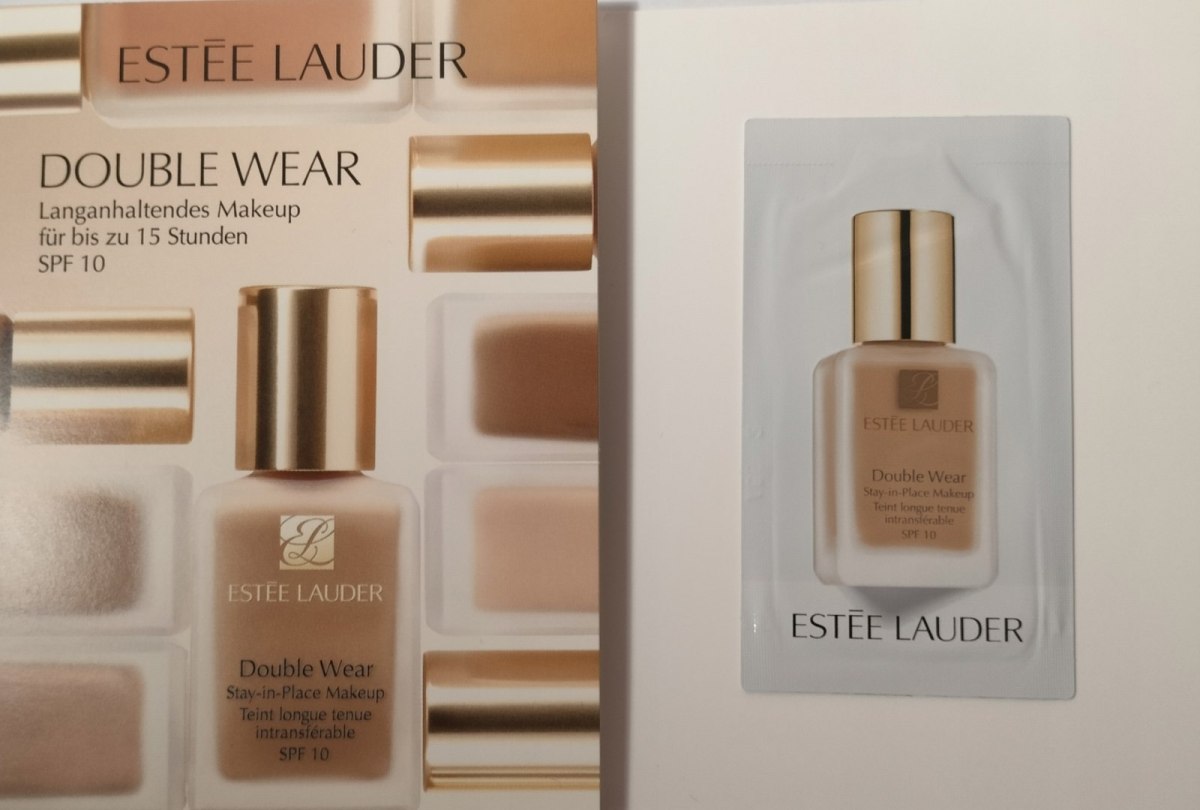 ESTĒE LAUDER
DOUBLE WEAR
Langanhaltendes Makeup
für bis zu 15 Stunden
SPF 10
EL
ESTĒE LAUDER
Double Wear
Stay-in-Place Makeup
Teint longue tenue
intransférable
SPF 10
EL
ESTĒE LAUDER
Double Wear
Stay-in-Place Makeup
Teint longue tenue
intransférable
SPF 10
ESTĒE LAUDER